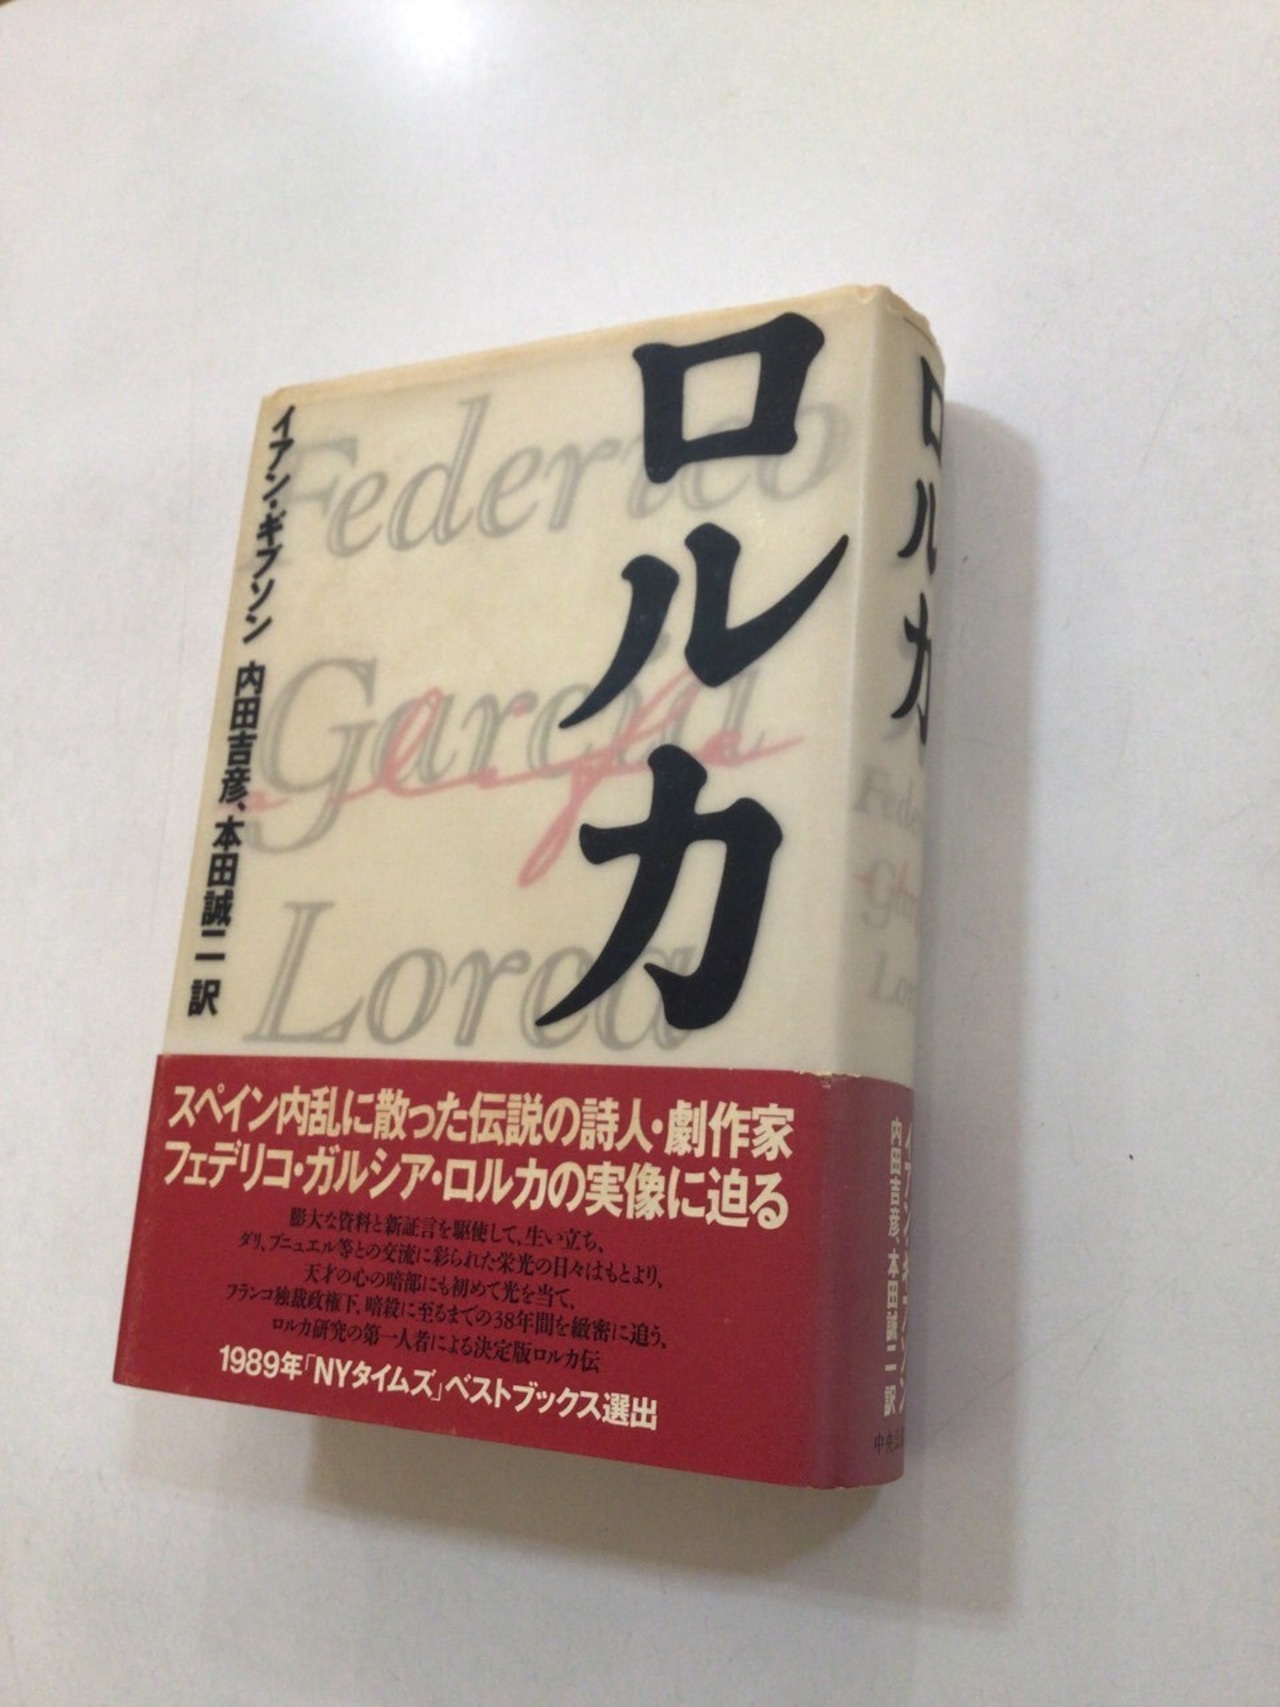 ロルカ
Federico
García
Lorca
イアン・ギブソン 内田吉彦、本田誠二 訳
スペイン内乱に散った伝説の詩人・劇作家
フェデリコ・ガルシア・ロルカの実像に迫る
膨大な資料と新証言を駆使して、生い立ち、
ダリ、ブニュエル等との交流に彩られた栄光の日々はもとより、
天才の心の暗部にも初めて光を当て、
フランコ独裁政権下、暗殺に至るまでの38年間を緻密に追う、
ロルカ研究の第一人者による決定版ロルカ伝
1989年「NYタイムズ」ベストブックス選出
ロルカ
イアン・ギブソン
内田吉彦、本田誠二 訳
中央公